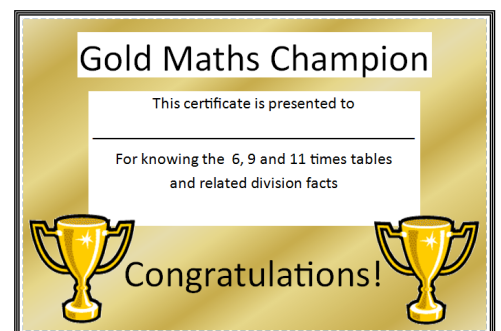 Gold Maths Champion
This certificate is presented to
For knowing the 6, 9 and 11 times tables
and related division facts
Congratulations!